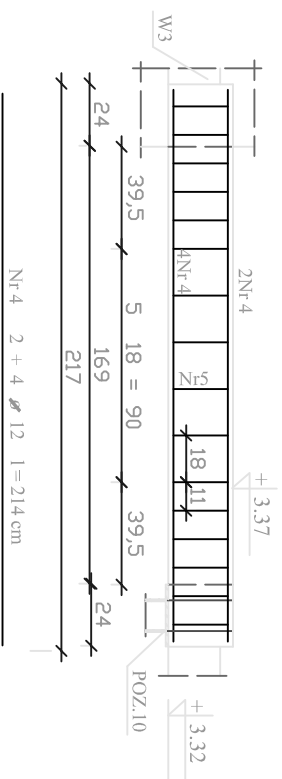 W3
2Nr 4
4Nr 4
Nr5
18
11
+ 3.37
+ 3.32
POZ.10
24
39,5
5 18 = 90
39,5
169
24
217
Nr 4 2 + 4 ø 12 l = 214 cm